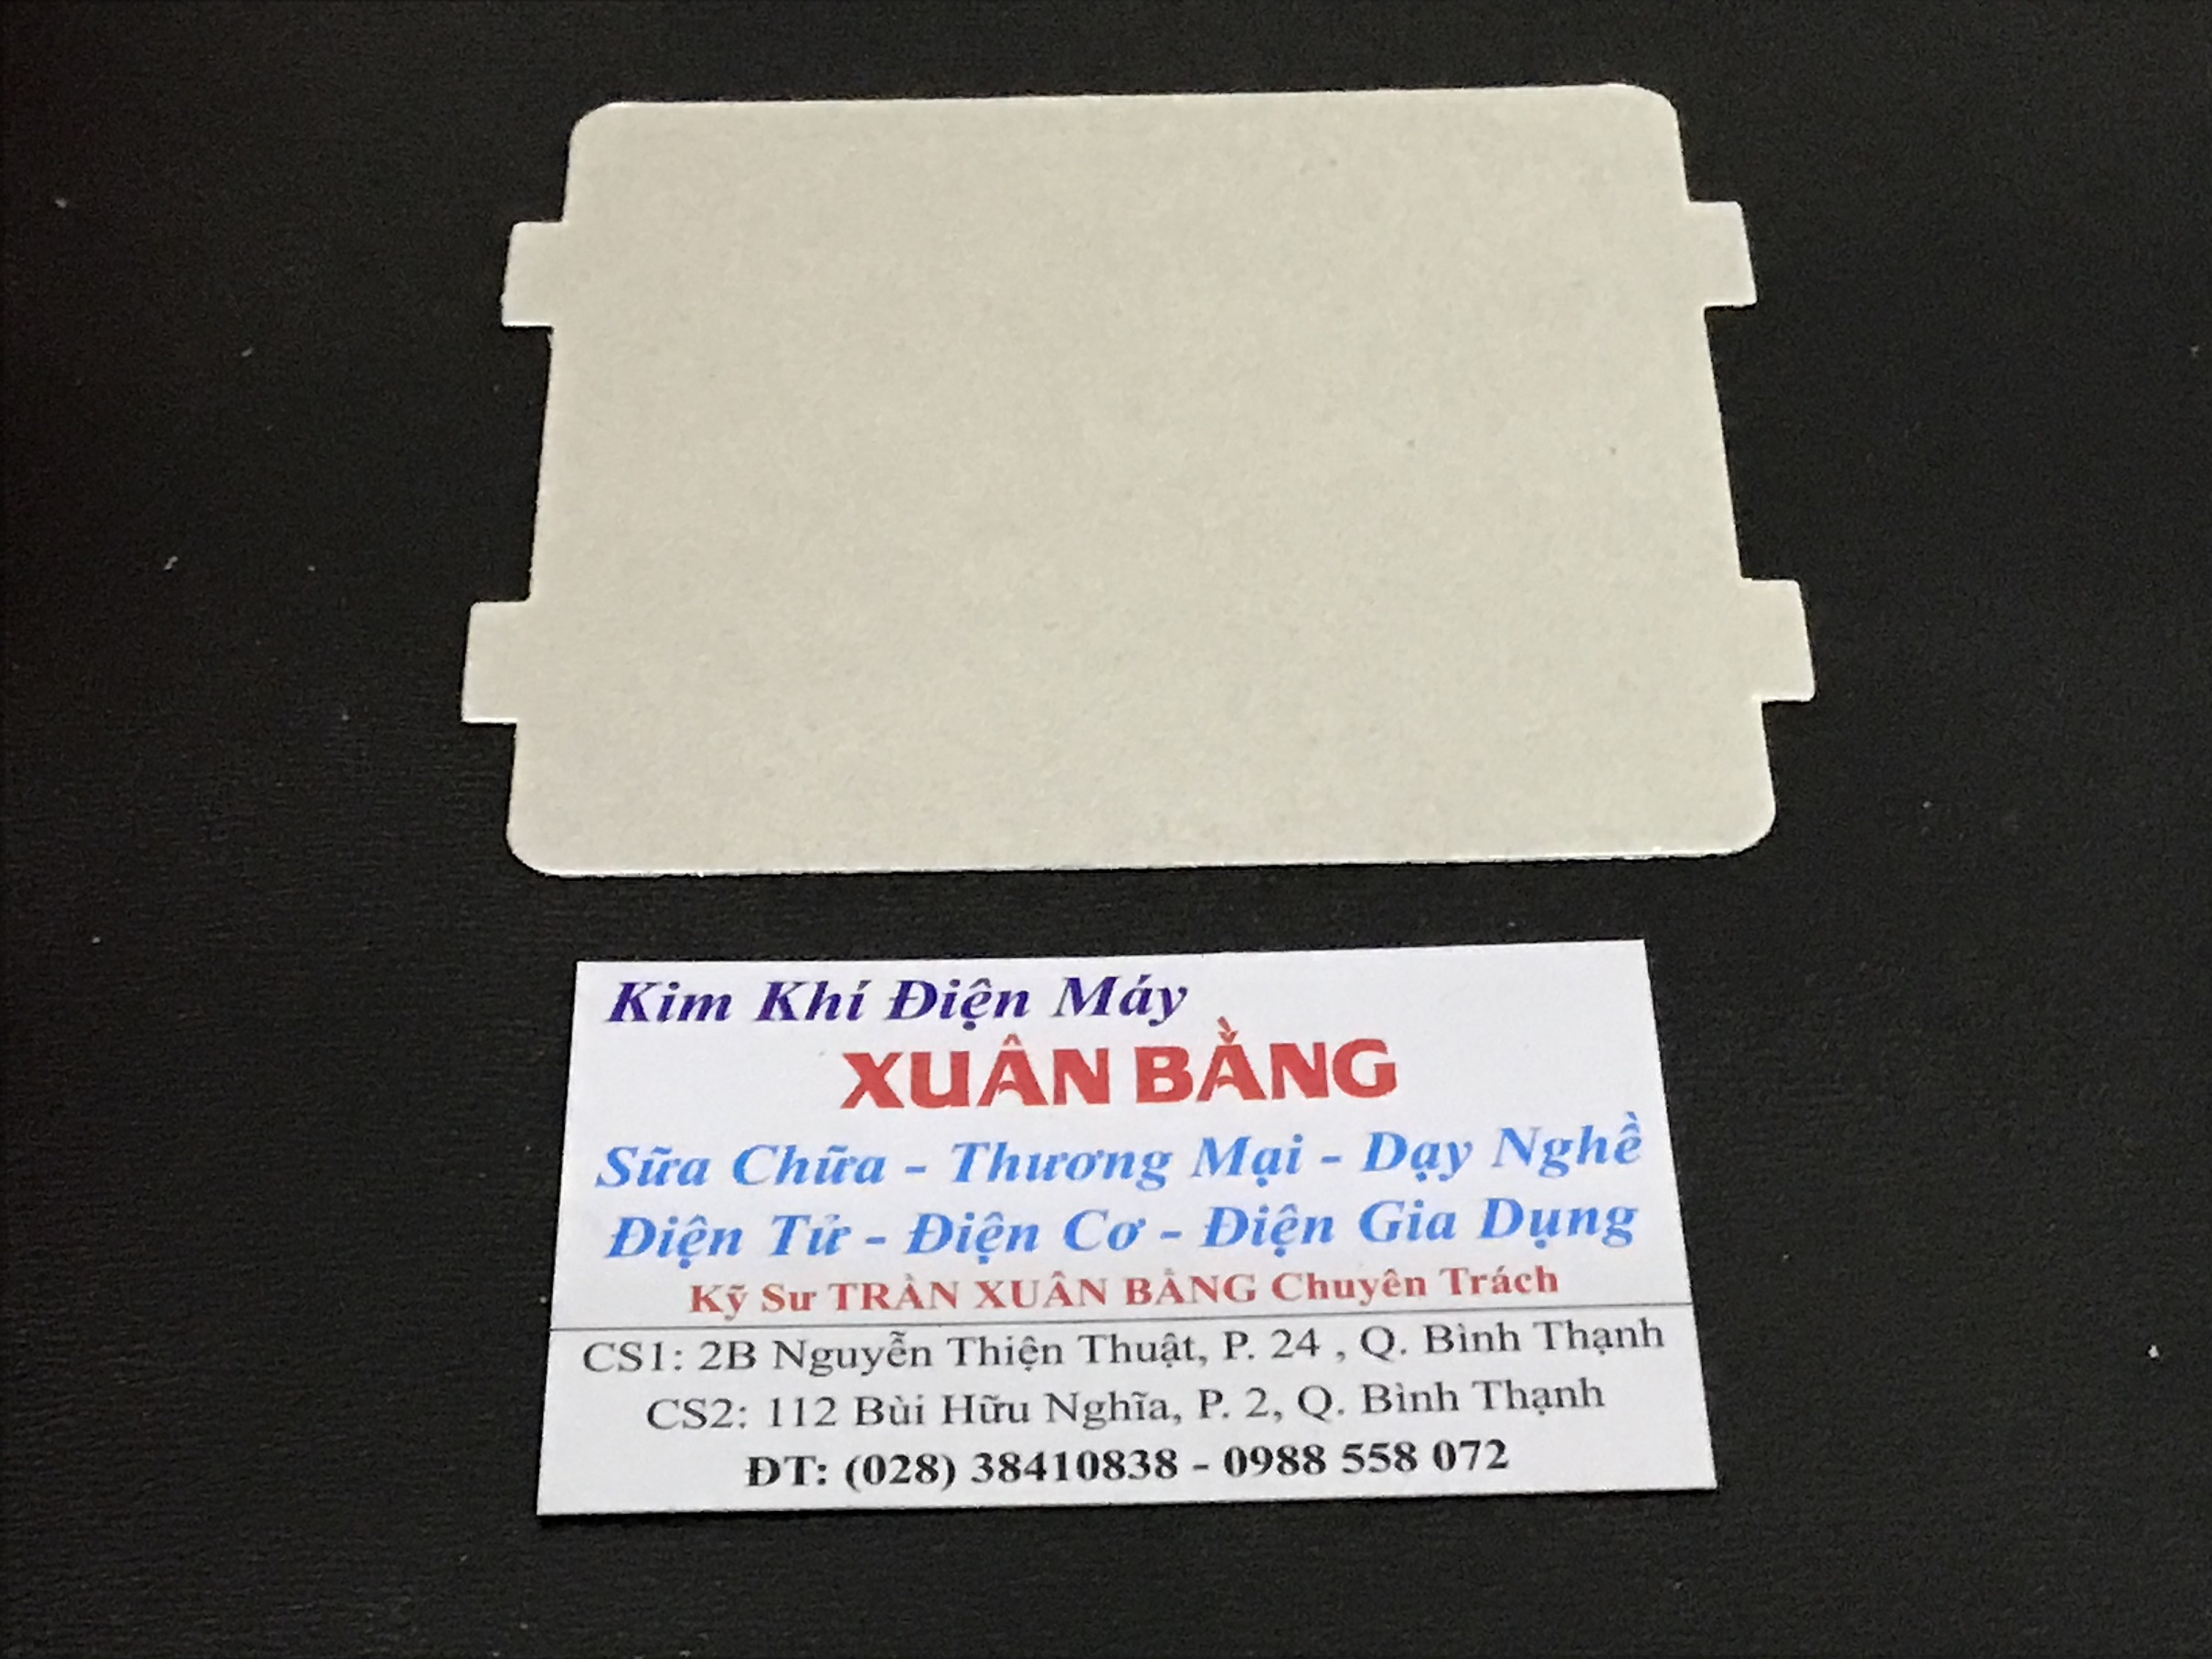 Kim Khí Điện Máy
XUÂN BẰNG
Sữa Chữa - Thương Mại - Dạy Nghề
Điện Tử - Điện Cơ - Điện Gia Dụng
Kỹ Sư TRẦN XUÂN BẰNG Chuyên Trách
CS1: 2B Nguyễn Thiện Thuật, P. 24 , Q. Bình Thạnh
CS2: 112 Bùi Hữu Nghĩa, P. 2, Q. Bình Thạnh
ĐT: (028) 38410838 - 0988 558 072